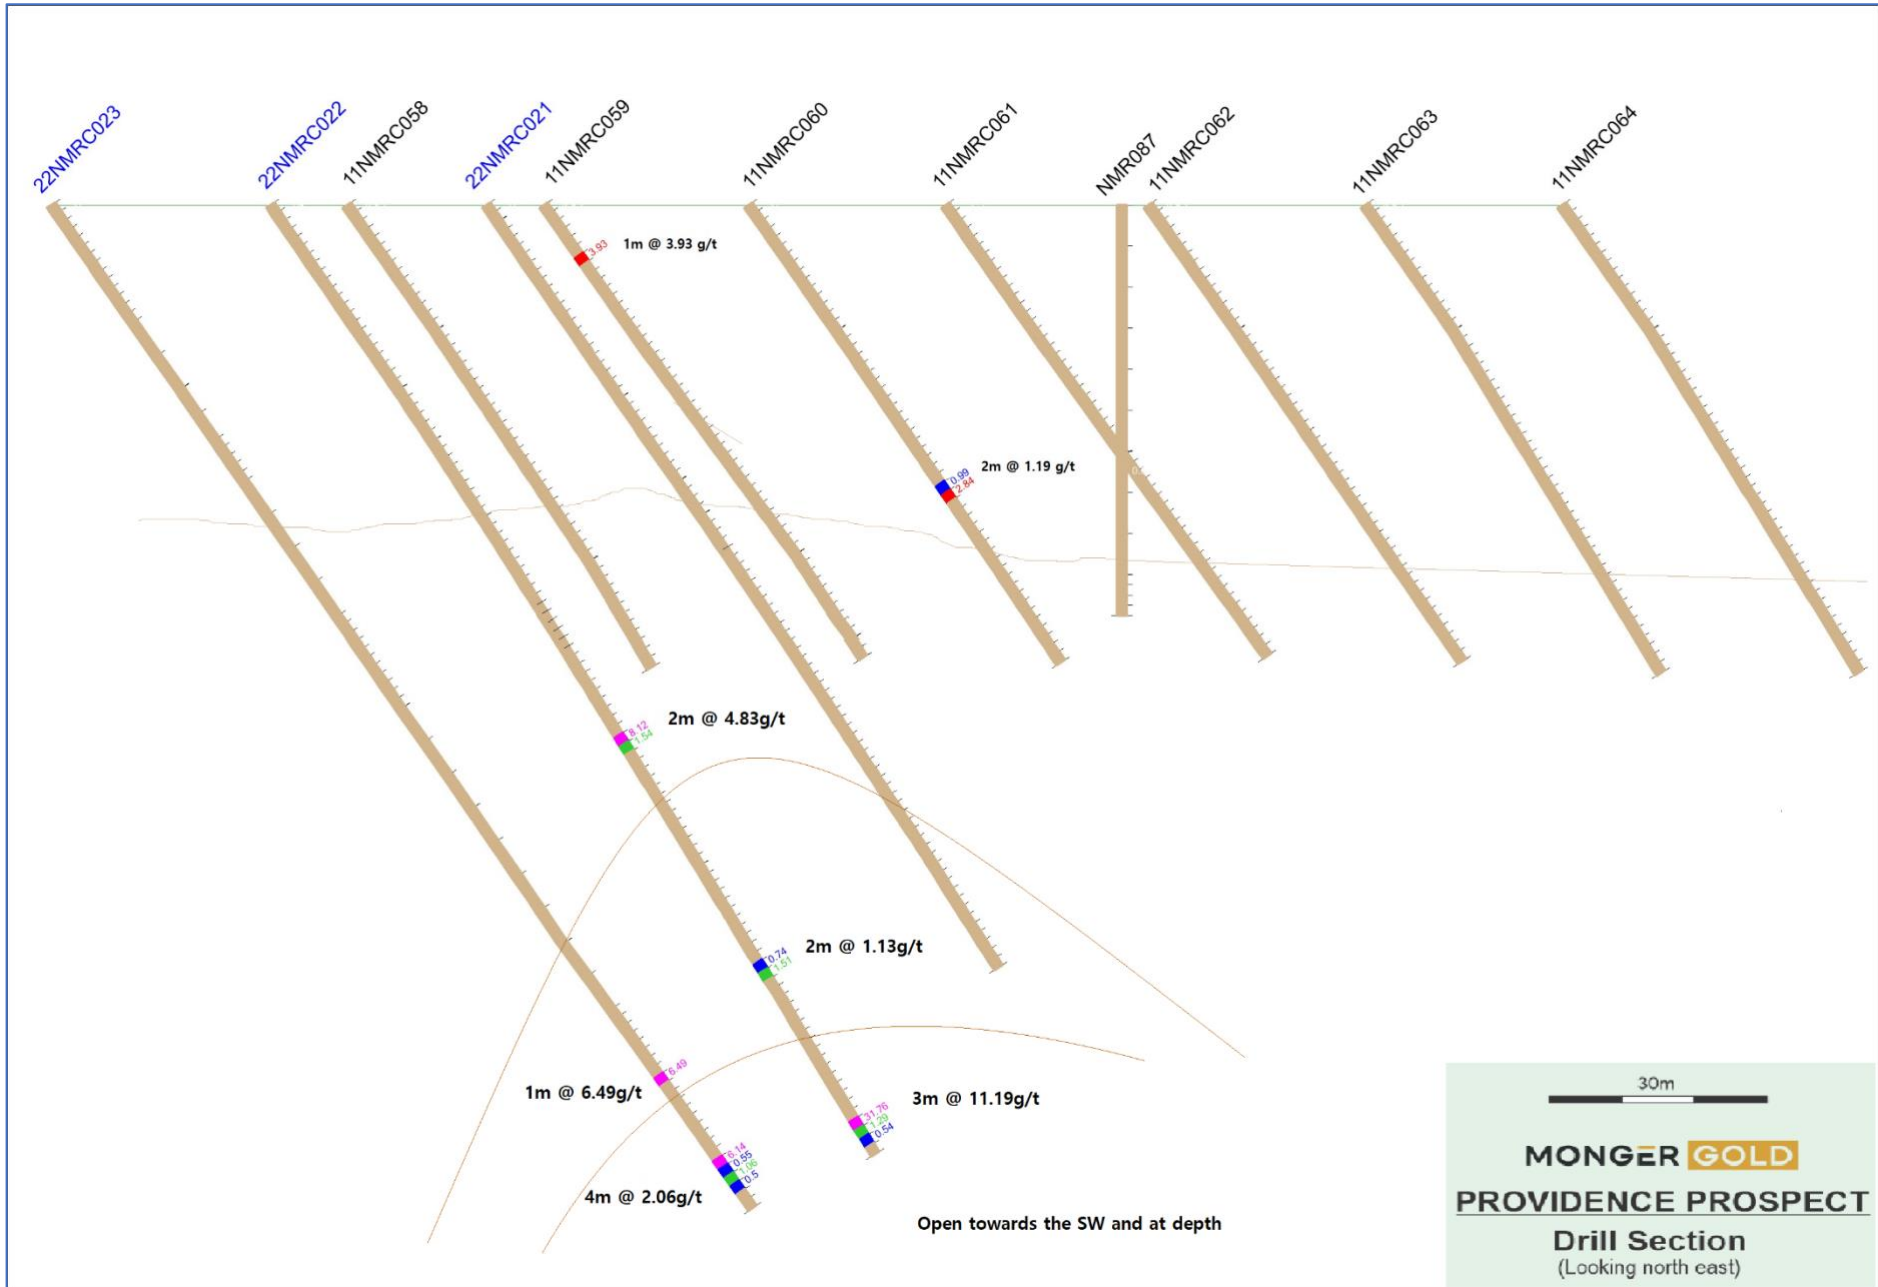 22NMRC023
22NMRC022
11NMRC058
22NMRC021
11NMRC059
11NMRC060
11NMRC061
NMR087
11NMRC062
11NMRC063
11NMRC064
3.93
1m @ 3.93 g/t
0.99
2.84
2m @ 1.19 g/t
8.12
1.54
2m @ 4.83g/t
0.74
1.51
2m @ 1.13g/t
6.49
1m @ 6.49g/t
31.76
1.29
0.54
3m @ 11.19g/t
6.14
0.55
1.06
0.5
4m @ 2.06g/t
Open towards the SW and at depth
30m
MONGER GOLD
PROVIDENCE PROSPECT
Drill Section
(Looking north east)